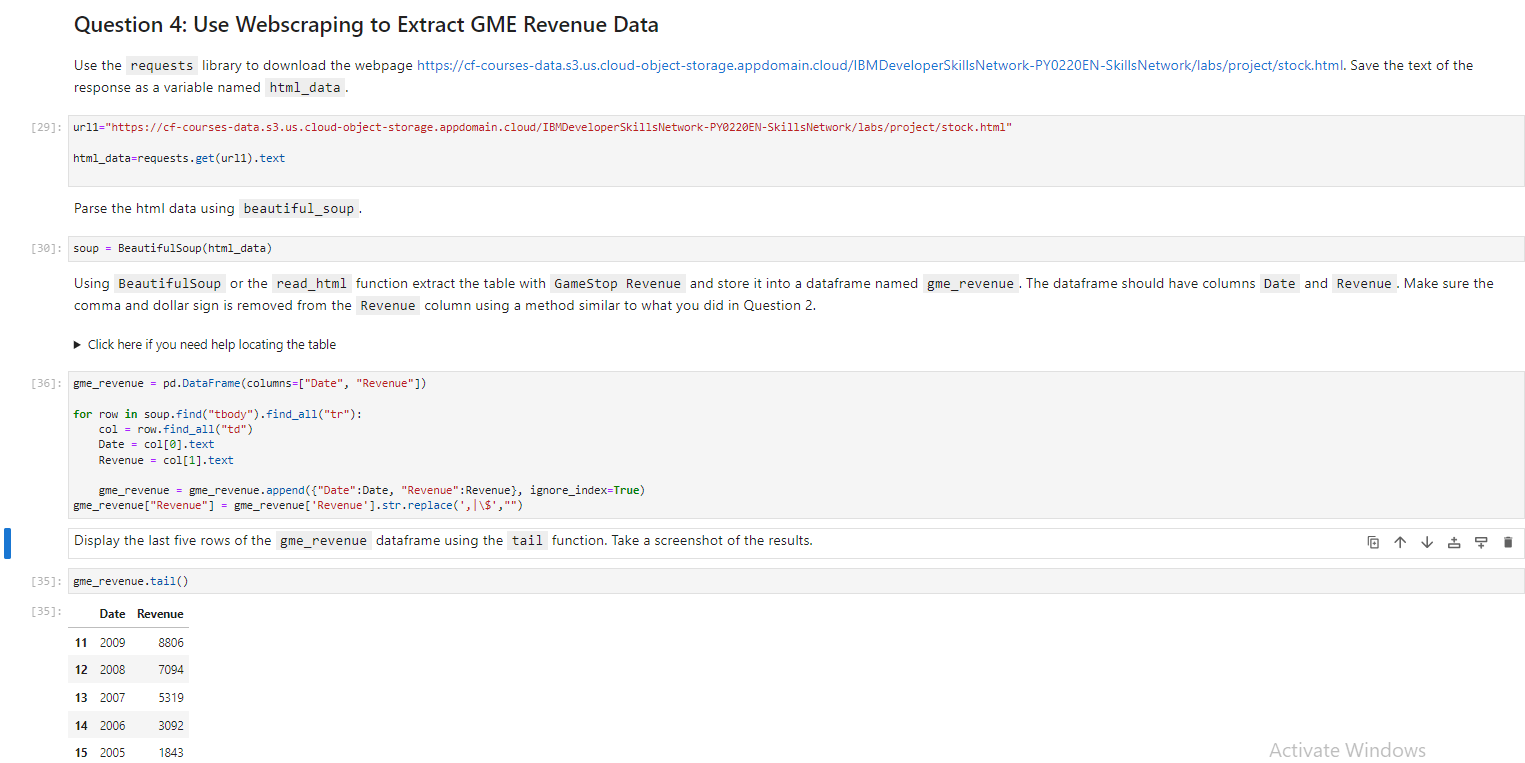 Question 4: Use Webscraping to Extract GME Revenue Data
Use the requests library to download the webpage https://cf-courses-data.s3.us.cloud-object-storage.appdomain.cloud/IBMDeveloperSkillsNetwork-PY0220EN-SkillsNetwork/labs/project/stock.html. Save the text of the
response as a variable named html_data.
[29]: url1="https://cf-courses-data.s3.us.cloud-object-storage.appdomain.cloud/IBMDeveloperSkillsNetwork-PY0220EN-SkillsNetwork/labs/project/stock.html"
html_data=requests.get(url1).text
Parse the html data using beautiful_soup.
[30]: soup = BeautifulSoup(html_data)
Using BeautifulSoup or the read_html function extract the table with GameStop Revenue and store it into a dataframe named gme_revenue. The dataframe should have columns Date and Revenue. Make sure the
comma and dollar sign is removed from the Revenue column using a method similar to what you did in Question 2.
▶ Click here if you need help locating the table
[36]: gme_revenue = pd.DataFrame(columns=["Date", "Revenue"])
for row in soup.find("tbody").find_all("tr"):
    col = row.find_all("td")
    Date = col[0].text
    Revenue = col[1].text
    gme_revenue = gme_revenue.append({"Date":Date, "Revenue":Revenue}, ignore_index=True)
gme_revenue["Revenue"] = gme_revenue['Revenue'].str.replace(',|\$',"")
Display the last five rows of the gme_revenue dataframe using the tail function. Take a screenshot of the results.
[35]: gme_revenue.tail()
[35]: Date Revenue
11 2009 8806
12 2008 7094
13 2007 5319
14 2006 3092
15 2005 1843
Activate Windows